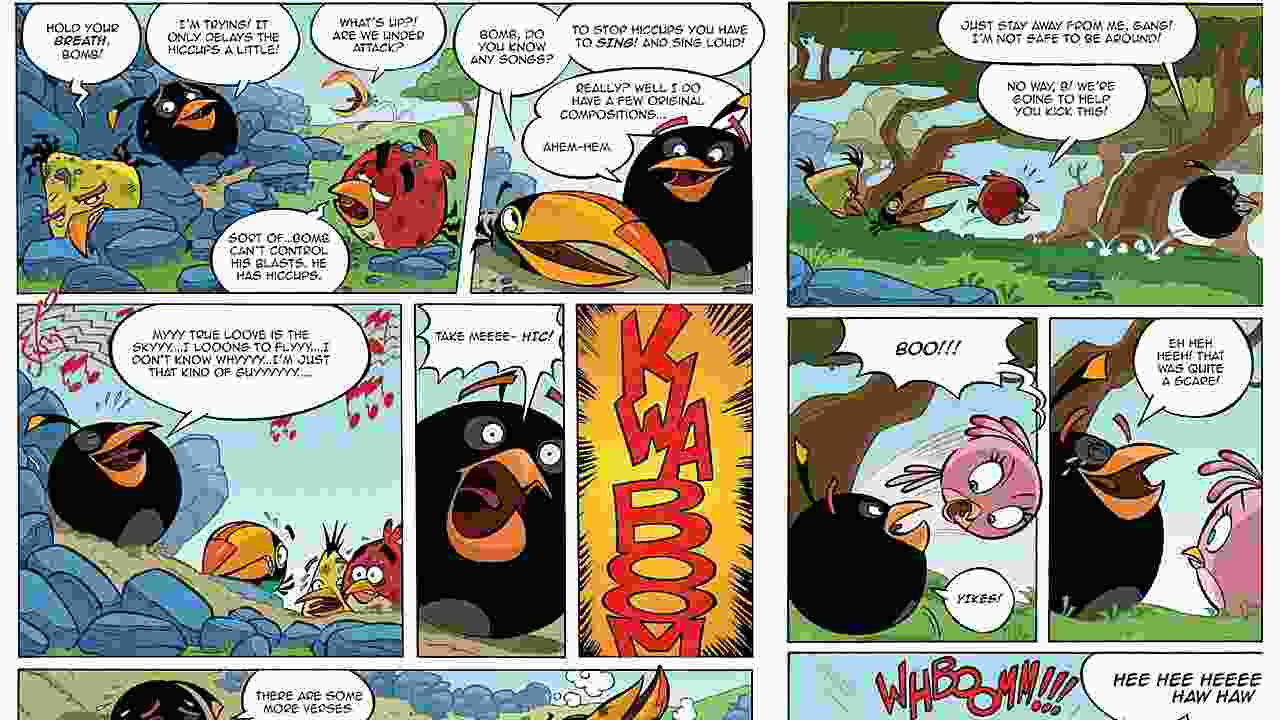 HOLD YOUR
BREATH,
BOMB!
I'M TRYING! IT
ONLY DELAYS THE
HICCUPS A LITTLE!
WHAT'S UP?!
ARE WE UNDER
ATTACK?
SORT OF...BOMB
CAN'T CONTROL
HIS BLASTS. HE
HAS HICCUPS.
BOMB, DO
YOU KNOW
ANY SONGS?
TO STOP HICCUPS YOU HAVE
TO SING! AND SING LOUD!
REALLY? WELL I DO
HAVE A FEW ORIGINAL
COMPOSITIONS...
AHEM-HEM.
MYYY TRUE LOOVE IS THE
SKYYY...I LOOONG TO FLYYY...I
DON'T KNOW WHYYYY...I'M JUST
THAT KIND OF GUYYYYYY....
TAKE MEEEE- HIC!
KAWABOOOM
THERE ARE SOME
MORE VERSES
JUST STAY AWAY FROM ME, GANG!
I'M NOT SAFE TO BE AROUND!
NO WAY, B! WE'RE
GOING TO HELP
YOU KICK THIS!
BOO!!!
YIKES!
EH HEH
HEEH! THAT
WAS QUITE
A SCARE!
WHBOOMM!!!
HEE HEE HEEEE
HAW HAW